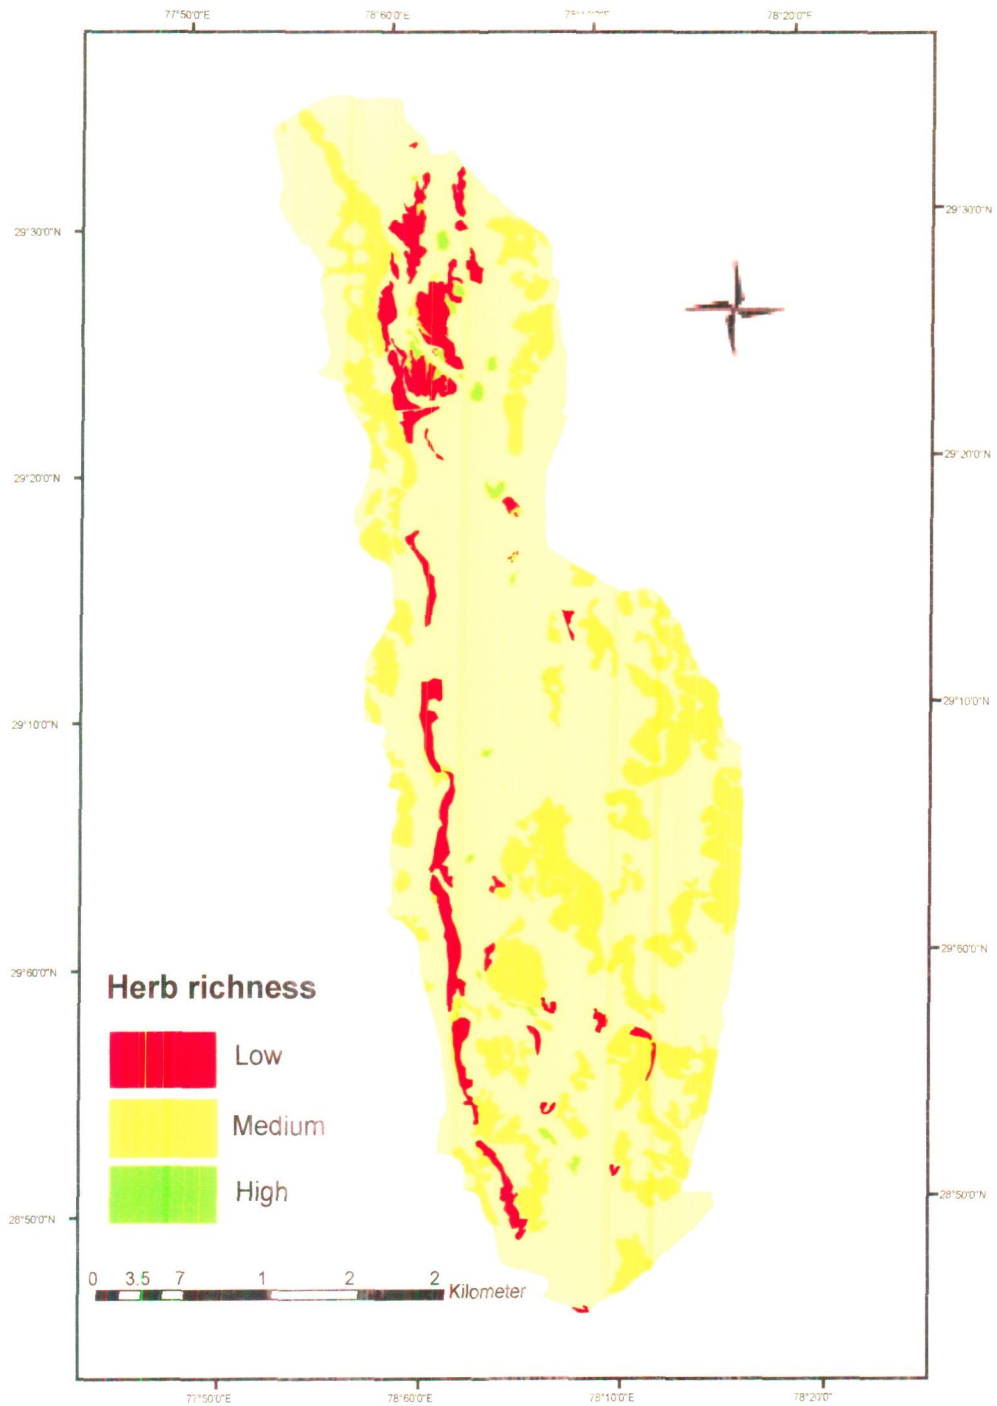 77°50'0"E 78°60'0"E 78°20'0"E
29°30'0"N 29°30'0"N
29°20'0"N 29°20'0"N
29°10'0"N 29°10'0"N
29°60'0"N 29°60'0"N
Herb richness
Low
Medium
High
28°50'0"N 28°50'0"N
0 3.5 7 1 2 2 Kilometer
77°50'0"E 78°60'0"E 78°10'0"E 78°20'0"